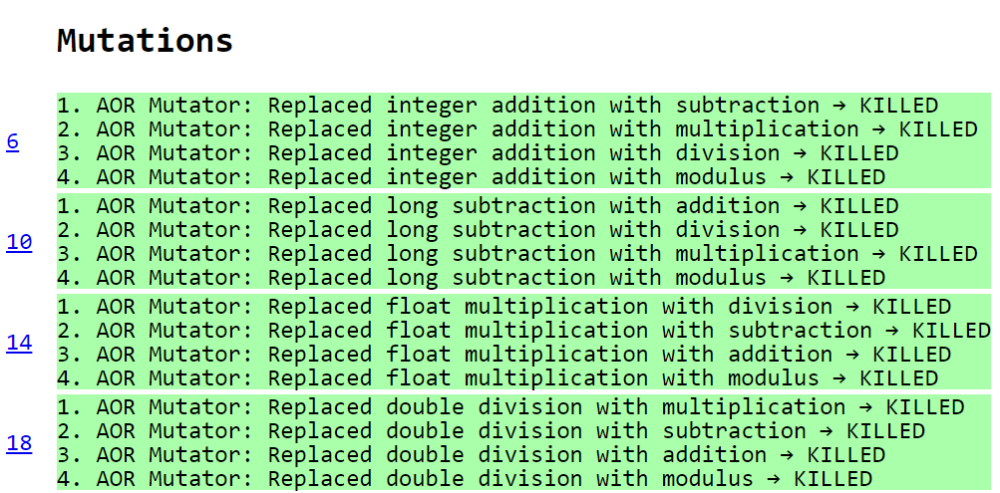 Mutations
6
1. AOR Mutator: Replaced integer addition with subtraction → KILLED
2. AOR Mutator: Replaced integer addition with multiplication → KILLED
3. AOR Mutator: Replaced integer addition with division → KILLED
4. AOR Mutator: Replaced integer addition with modulus → KILLED
10
1. AOR Mutator: Replaced long subtraction with addition → KILLED
2. AOR Mutator: Replaced long subtraction with division → KILLED
3. AOR Mutator: Replaced long subtraction with multiplication → KILLED
4. AOR Mutator: Replaced long subtraction with modulus → KILLED
14
1. AOR Mutator: Replaced float multiplication with division → KILLED
2. AOR Mutator: Replaced float multiplication with subtraction → KILLED
3. AOR Mutator: Replaced float multiplication with addition → KILLED
4. AOR Mutator: Replaced float multiplication with modulus → KILLED
18
1. AOR Mutator: Replaced double division with multiplication → KILLED
2. AOR Mutator: Replaced double division with subtraction → KILLED
3. AOR Mutator: Replaced double division with addition → KILLED
4. AOR Mutator: Replaced double division with modulus → KILLED